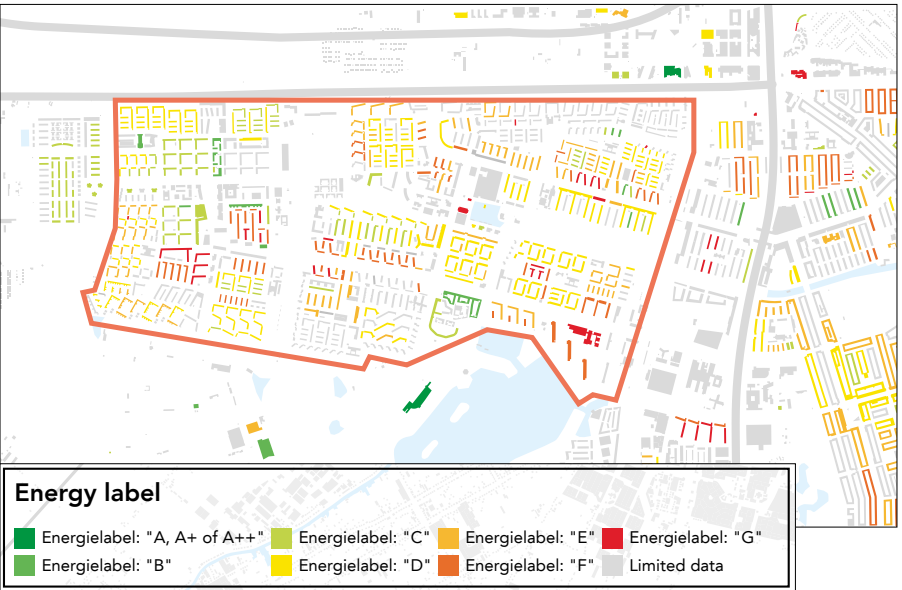 Energy label
Energielabel: "A, A+ of A++" Energielabel: "C" Energielabel: "E" Energielabel: "G"
Energielabel: "B" Energielabel: "D" Energielabel: "F" Limited data